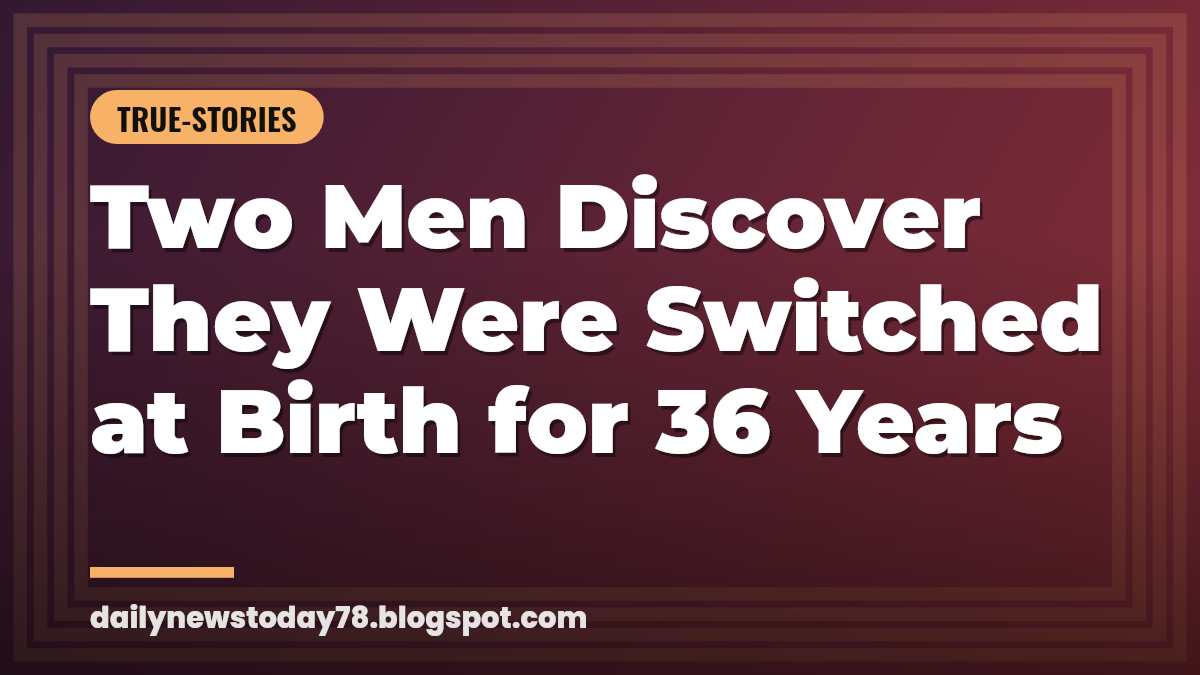 TRUE-STORIES
Two Men Discover
They Were Switched
at Birth for 36 Years
dailynewstoday78.blogspot.com